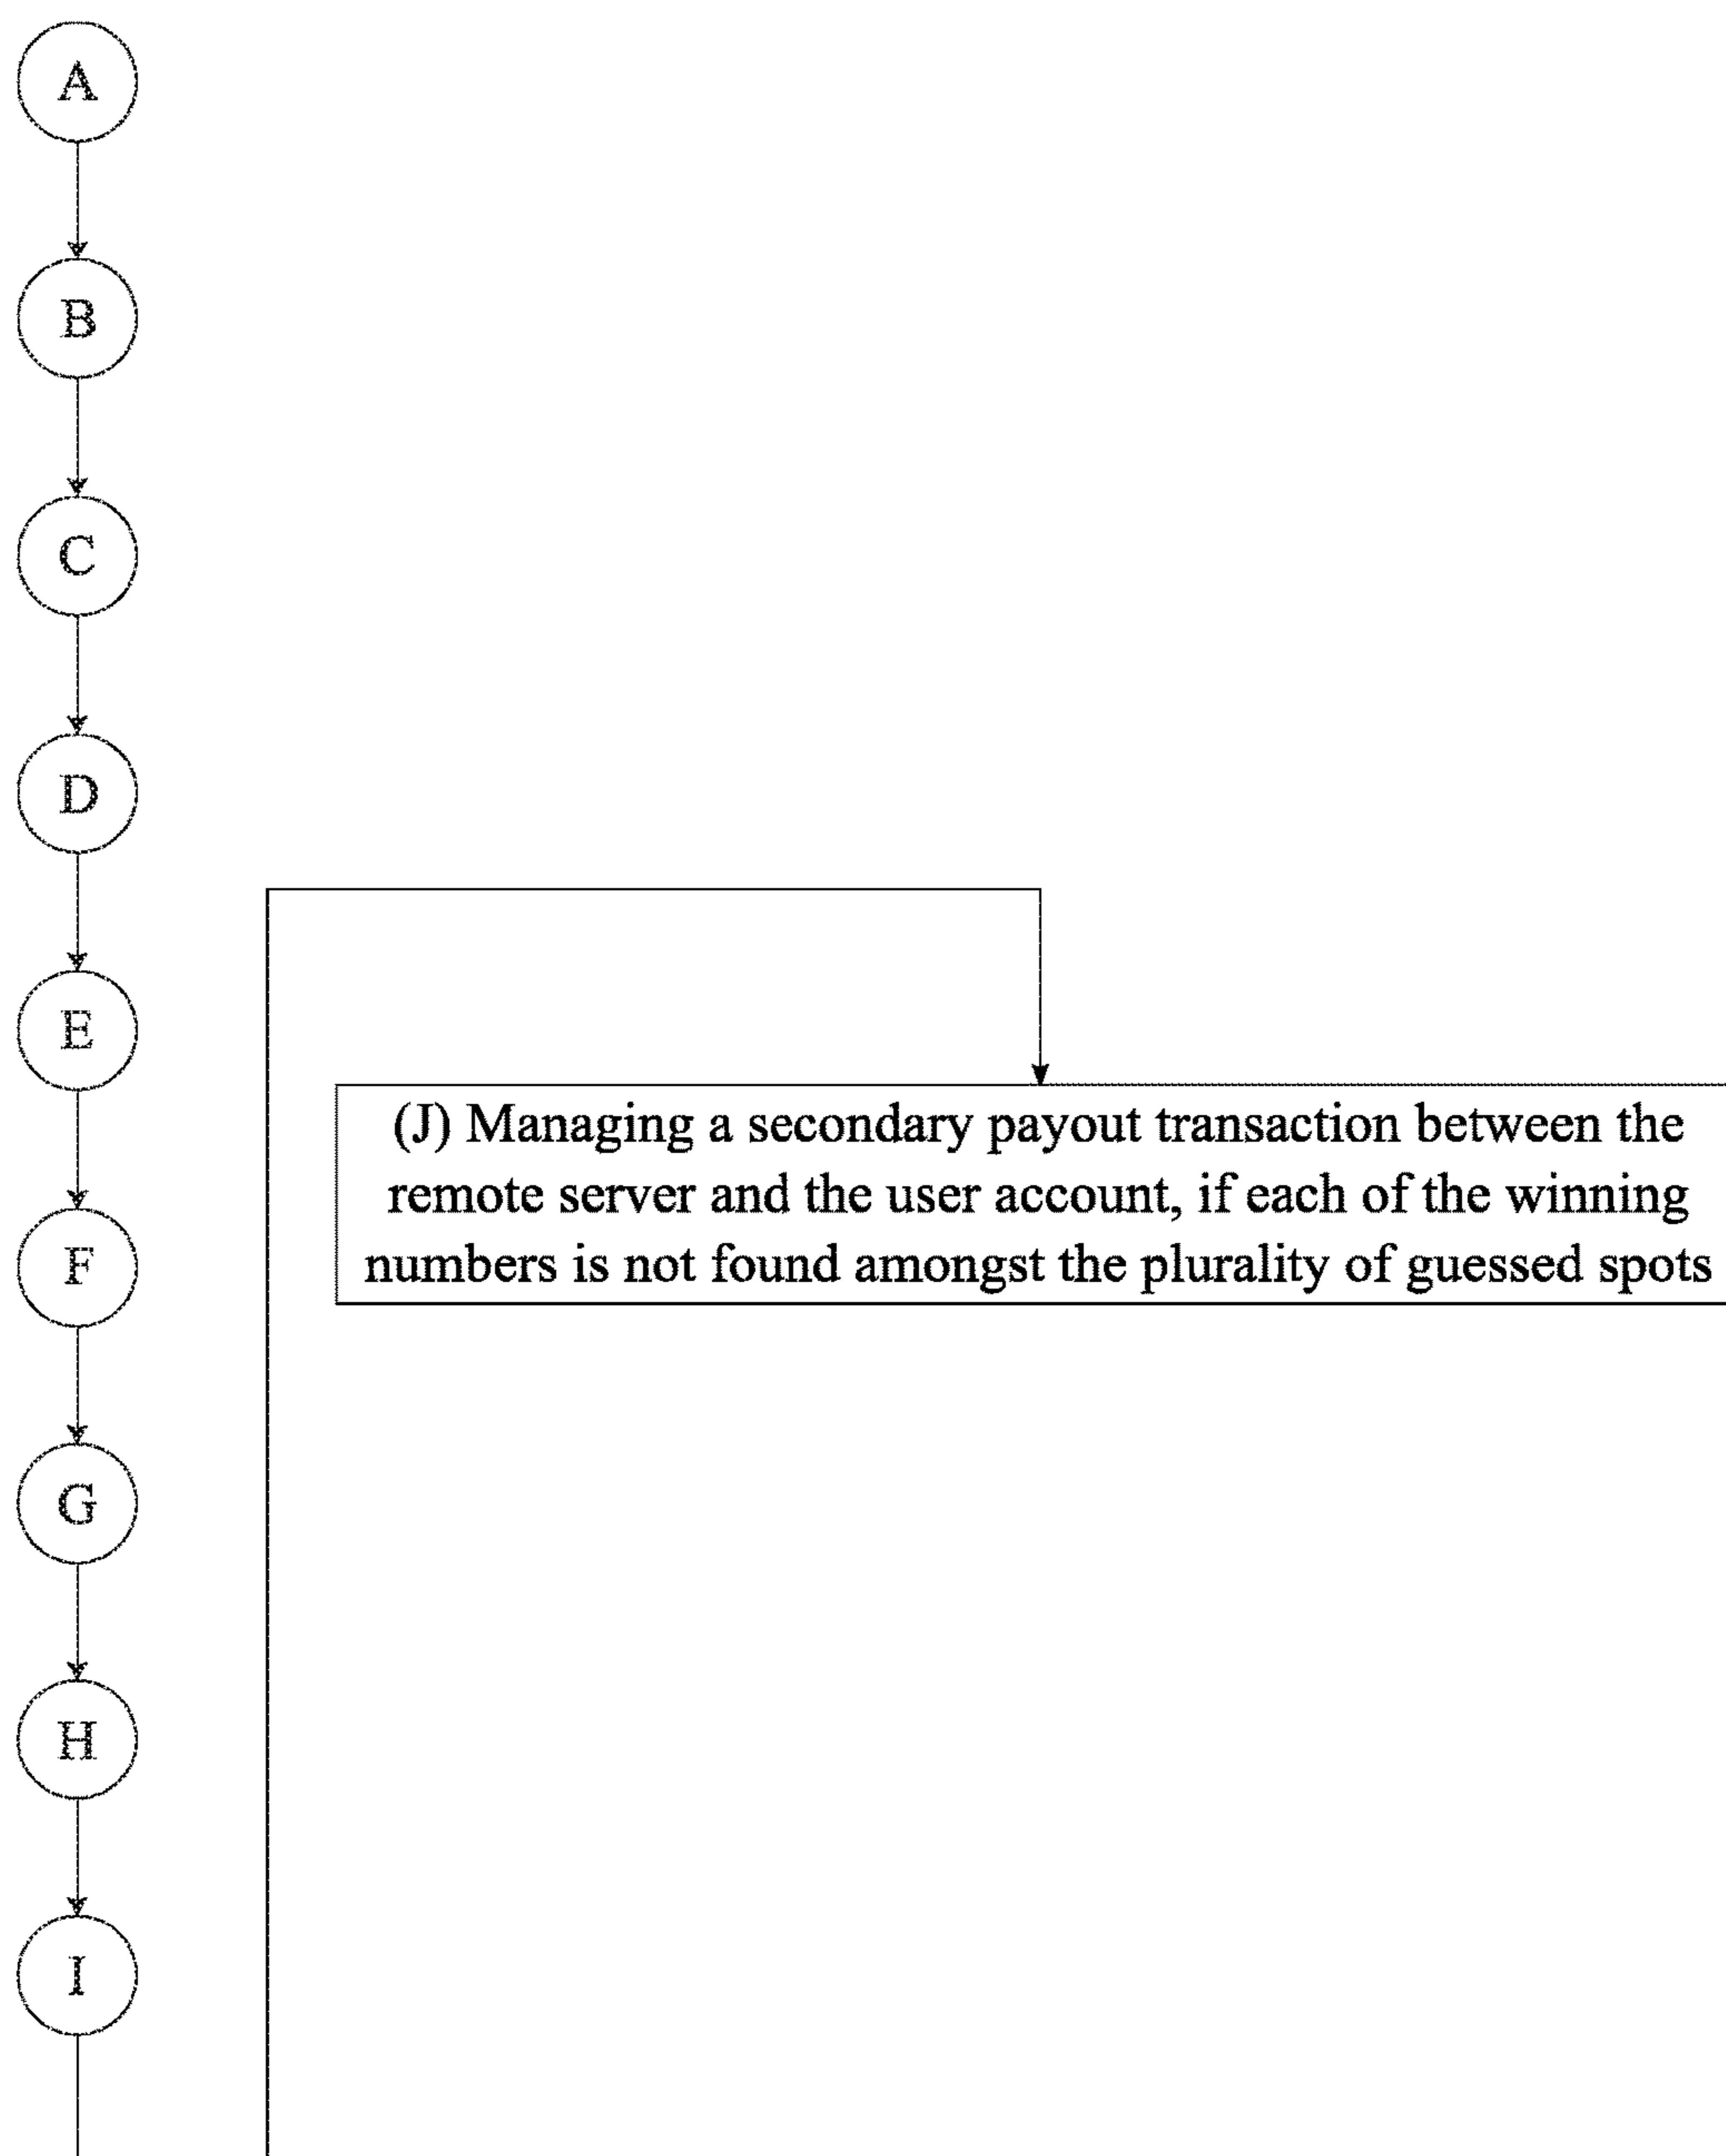 A
B
C
D
E
F
G
H
I
(J) Managing a secondary payout transaction between the
remote server and the user account, if each of the winning
numbers is not found amongst the plurality of guessed spots